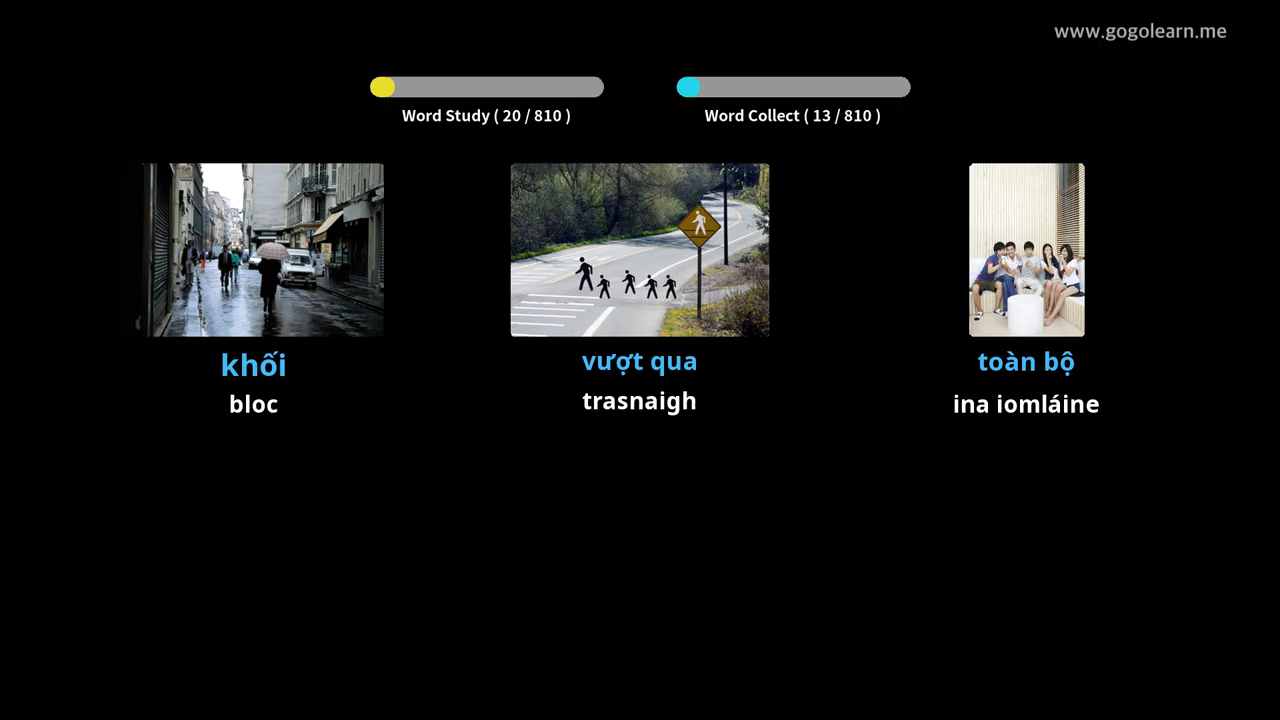 www.gogolearn.me
Word Study ( 20 / 810 )
Word Collect ( 13 / 810 )
khối
vượt qua
toàn bộ
bloc
trasnaigh
ina iomláine